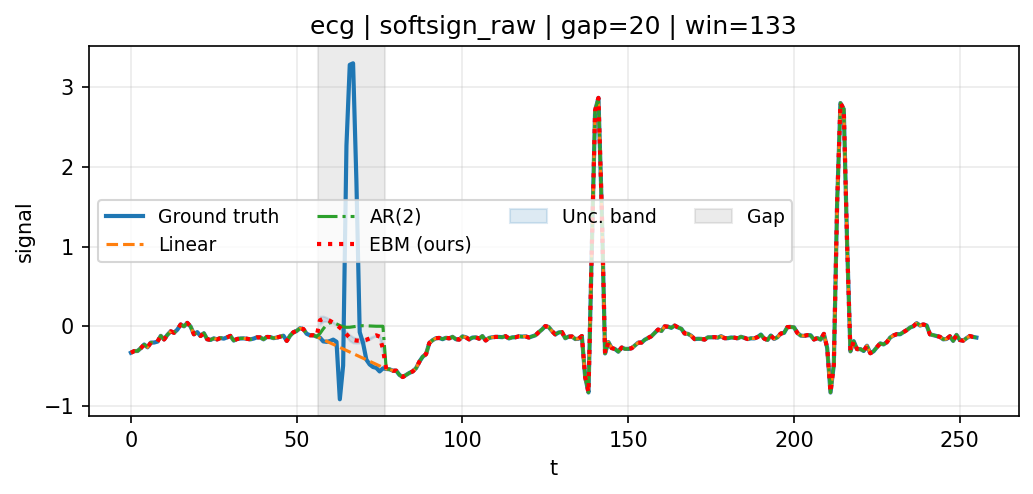 ecg | softsign_raw | gap=20 | win=133
signal
3
2
1
0
−1
Ground truth
Linear
AR(2)
EBM (ours)
Unc. band
Gap
0 50 100 150 200 250
t